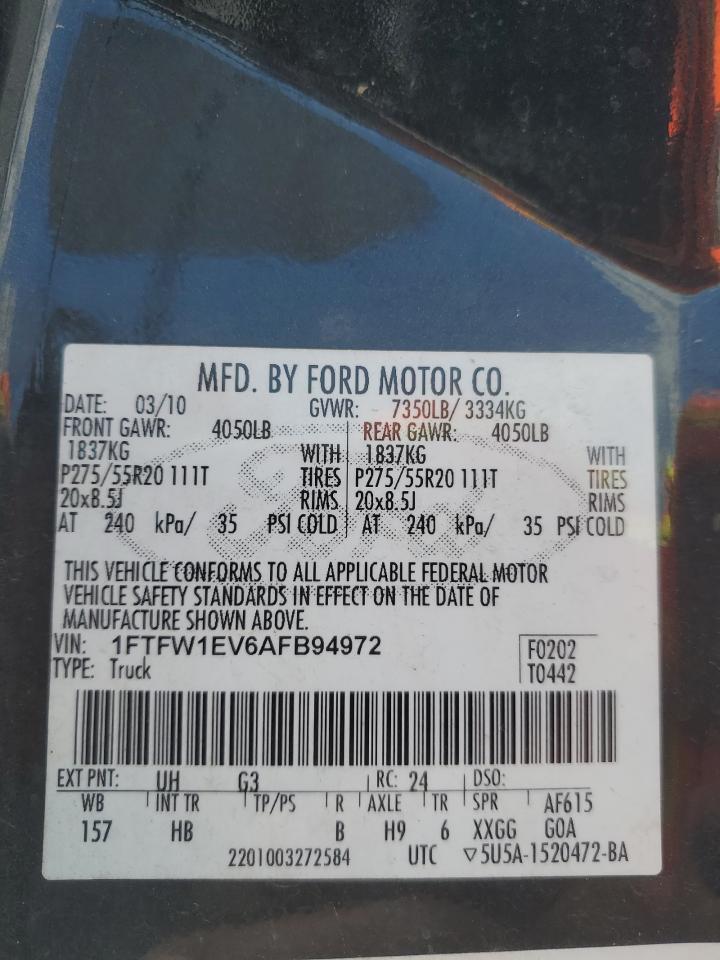 MFD. BY FORD MOTOR CO.
DATE: 03/10 GVWR: 7350LB/ 3334KG
FRONT GAWR: 4050LB REAR GAWR: 4050LB
1837KG WITH 1837KG WITH
P275/55R20 111T TIRES P275/55R20 111T TIRES
20x8.5J RIMS 20x8.5J RIMS
AT 240 kPa/ 35 PSI COLD AT 240 kPa/ 35 PSI COLD
THIS VEHICLE CONFORMS TO ALL APPLICABLE FEDERAL MOTOR
VEHICLE SAFETY STANDARDS IN EFFECT ON THE DATE OF
MANUFACTURE SHOWN ABOVE.
VIN: 1FTFW1EV6AFB94972 F0202
TYPE: Truck T0442
EXT PNT: UH G3 RC: 24 DSO:
WB INT TR TP/PS R AXLE TR SPR AF615
157 HB B H9 6 XXGG GOA
2201003272584 UTC ▽5U5A-1520472-BA